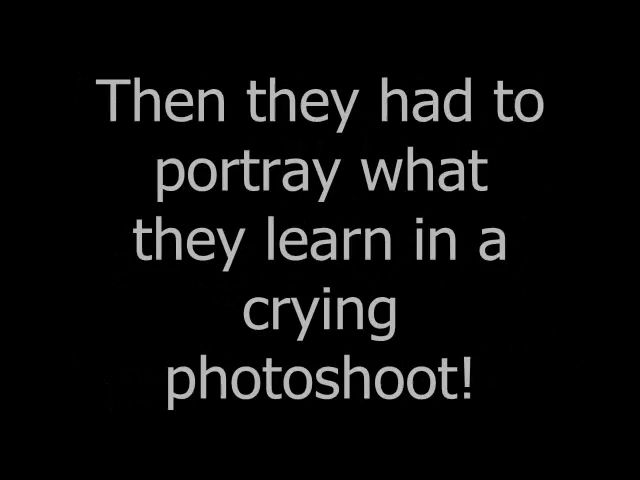 Then they had to
portray what
they learn in a
crying
photoshoot!